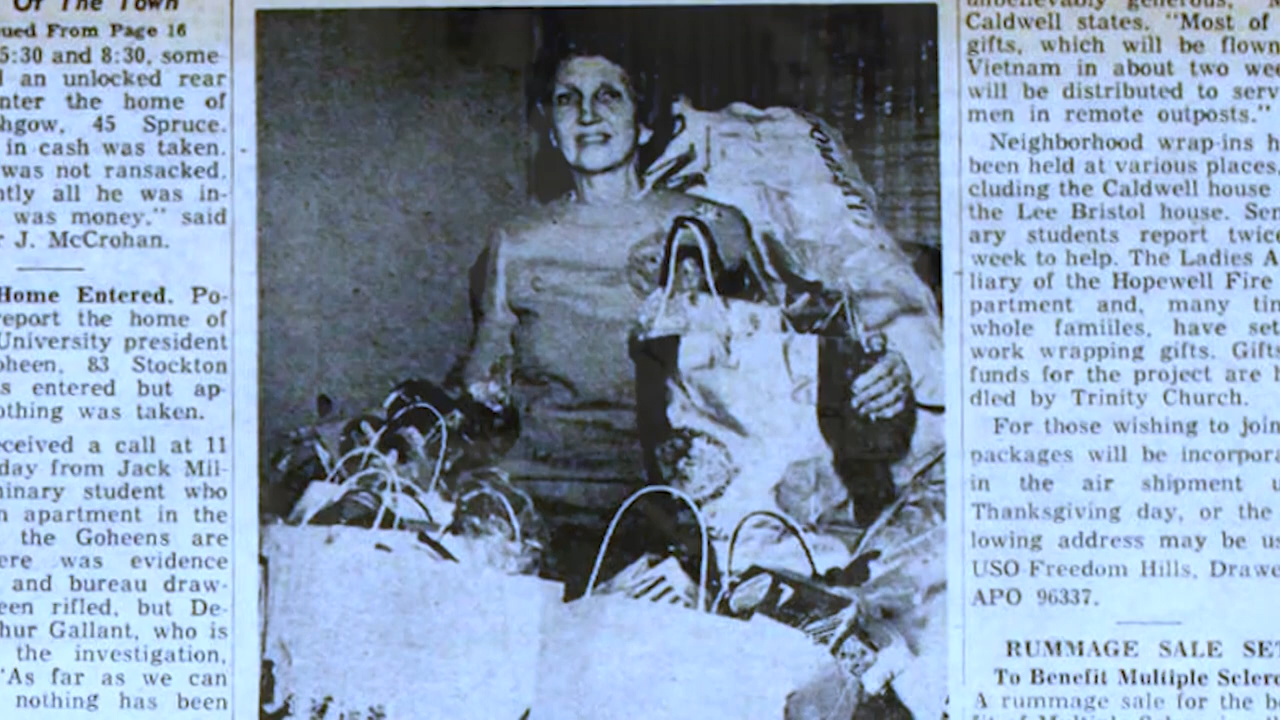 Of The Town
ued From Page 16
5:30 and 8:30, some-
an unlocked rear
nter the home of
hgow, 45 Spruce.
in cash was taken.
was not ransacked.
ntly all he was in-
was money." said
r J. McCrohan.
Home Entered. Po-
report the home of
University president
oheen, 83 Stockton
s entered but ap-
othing was taken.
eceived a call at 11
day from Jack Mil-
ninary student who
n apartment in the
the Goheens are
ere was evidence
and bureau draw-
een rifled, but De-
hur Gallant, who is
the investigation,
"As far as we can
nothing has been
unbelievably generous,
Caldwell states. "Most of
gifts, which will be flown
Vietnam in about two wee
will be distributed to serv
men in remote outposts."
Neighborhood wrap-ins h
been held at various places,
cluding the Caldwell house
the Lee Bristol house. Sem
ary students report twice
week to help. The Ladies A
liary of the Hopewell Fire
partment and, many tim
whole famiiles, have set
work wrapping gifts. Gifts
funds for the project are h
dled by Trinity Church.
For those wishing to join
packages will be incorpora
in the air shipment u
Thanksgiving day, or the
lowing address may be us
USO Freedom Hills, Drawe
APO 96337.
RUMMAGE SALE SET
To Benefit Multiple Sclero
A rummage sale for the b